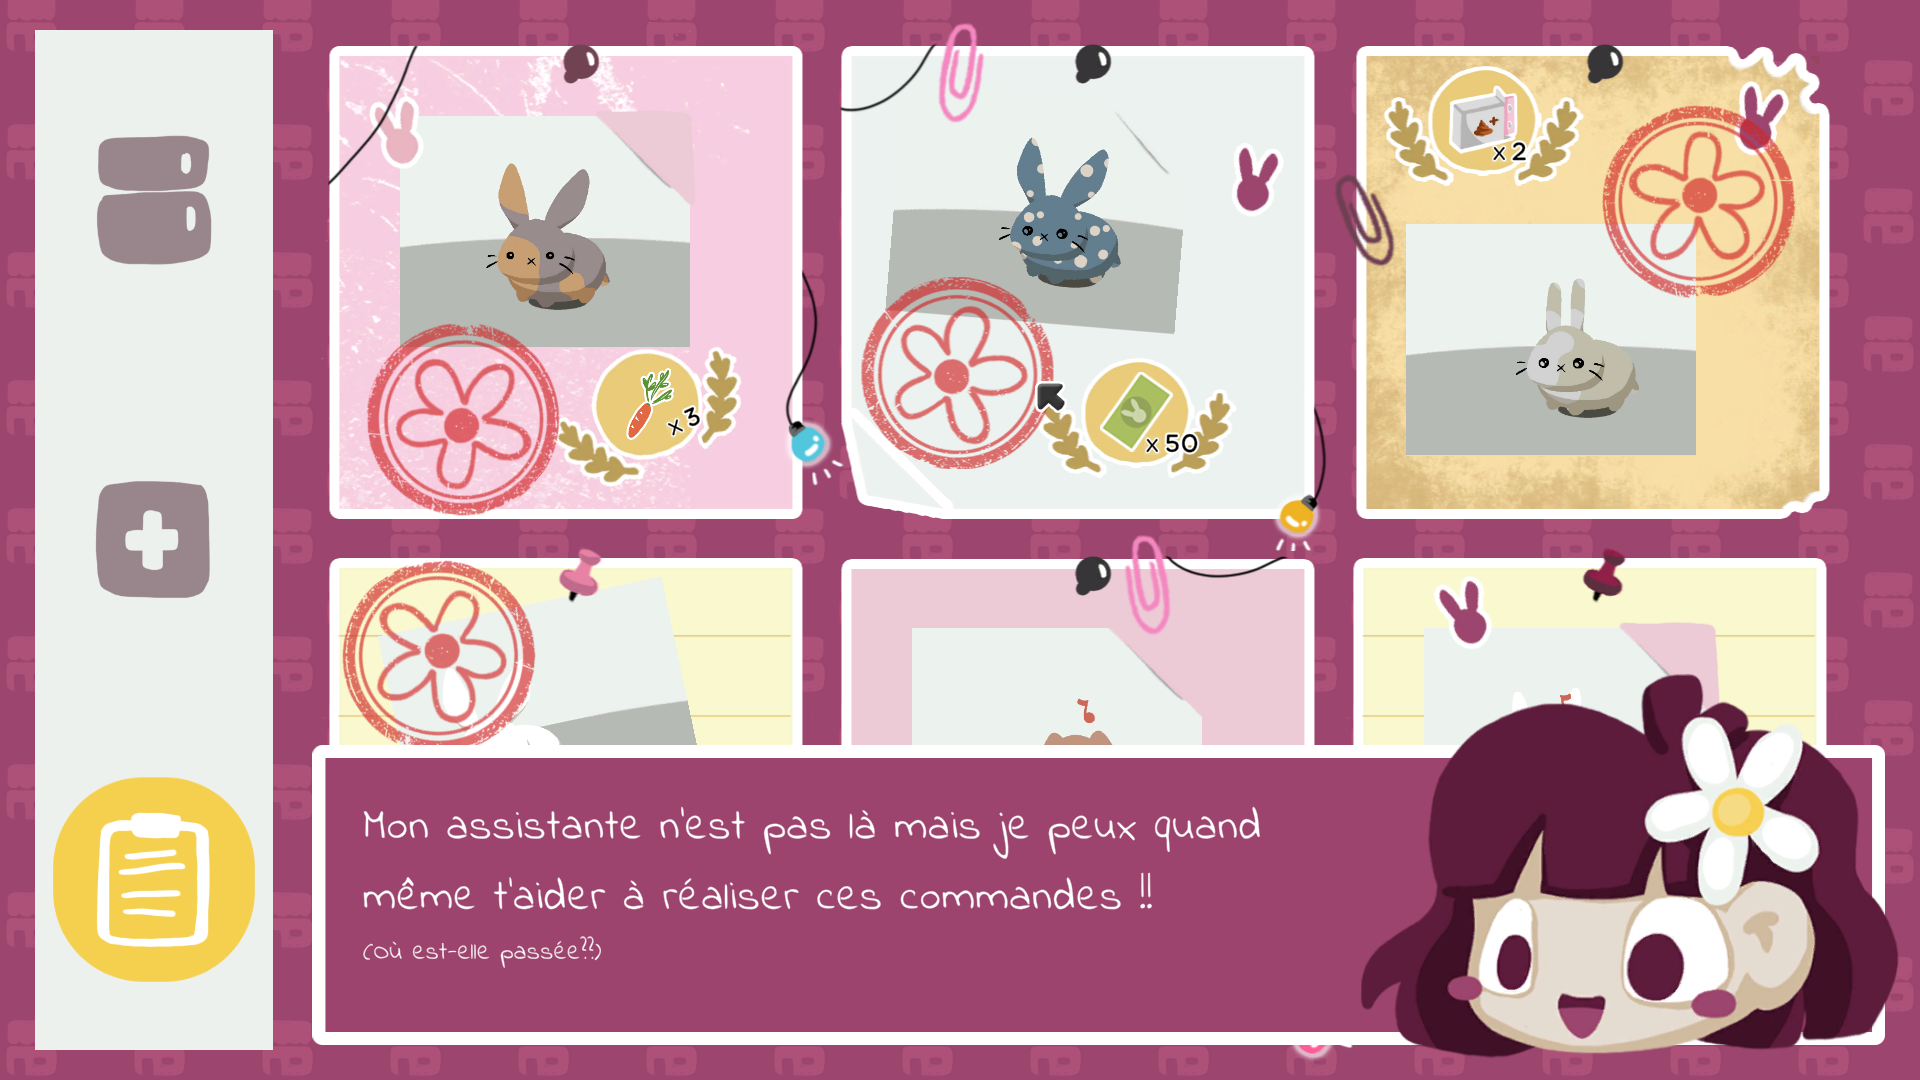 x 2
x 3
x 50
Mon assistante n'est pas là mais je peux quand
même t'aider à réaliser ces commandes !!
(Où est-elle passée??)